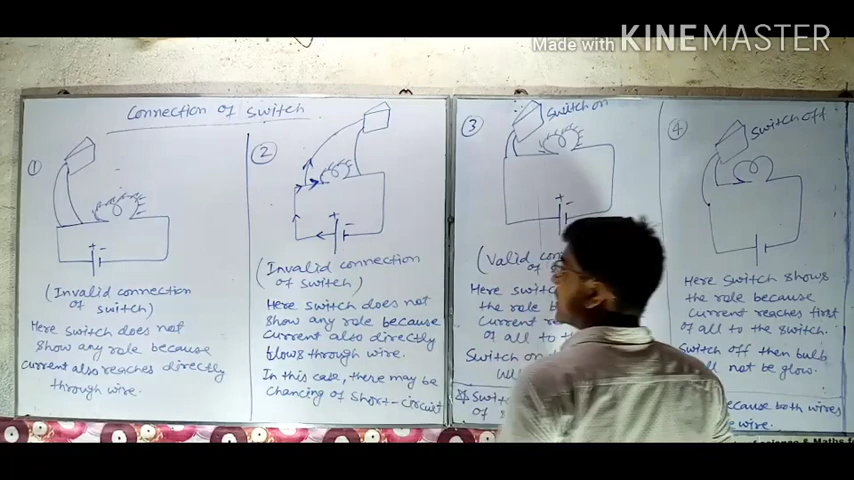 Made with KINEMASTER
Connection of switch
1
(Invalid connection
of switch)
Here switch does not
show any role because
current also reaches directly
through wire.
2
(Invalid connection
of switch)
Here switch does not
show any role because
current also directly
flows through wire.
In this case, there may be
chancing of short-circuit
3
Switch on
(Valid
of
Here
the role
current
of all to
Switch on
4
Switch off
Here switch shows
the role because
current reaches first
of all to the switch.
Switch off then bulb
not be glow.
because both wires
wire.